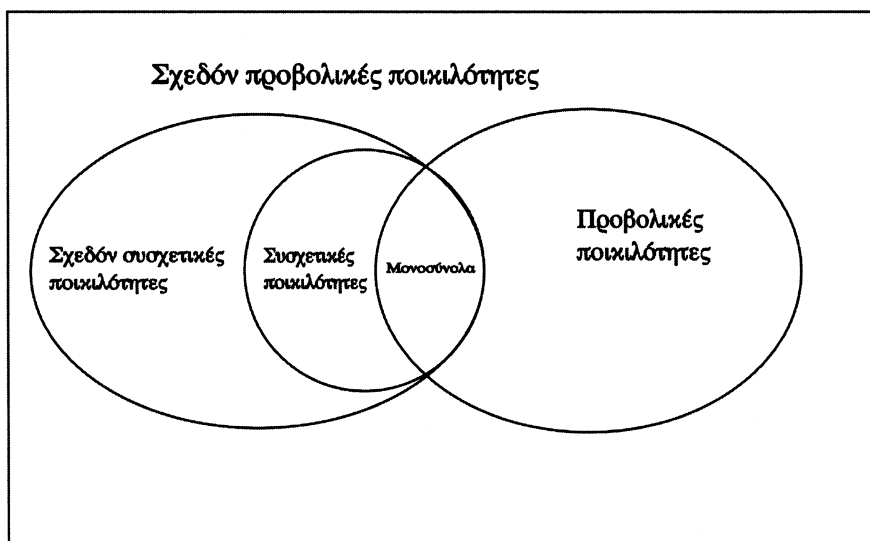 Σχεδόν προβολικές ποικιλότητες
Σχεδόν συσχετικές
ποικιλότητες
Συσχετικές
ποικιλότητες
Μονοσύνολα
Προβολικές
ποικιλότητες